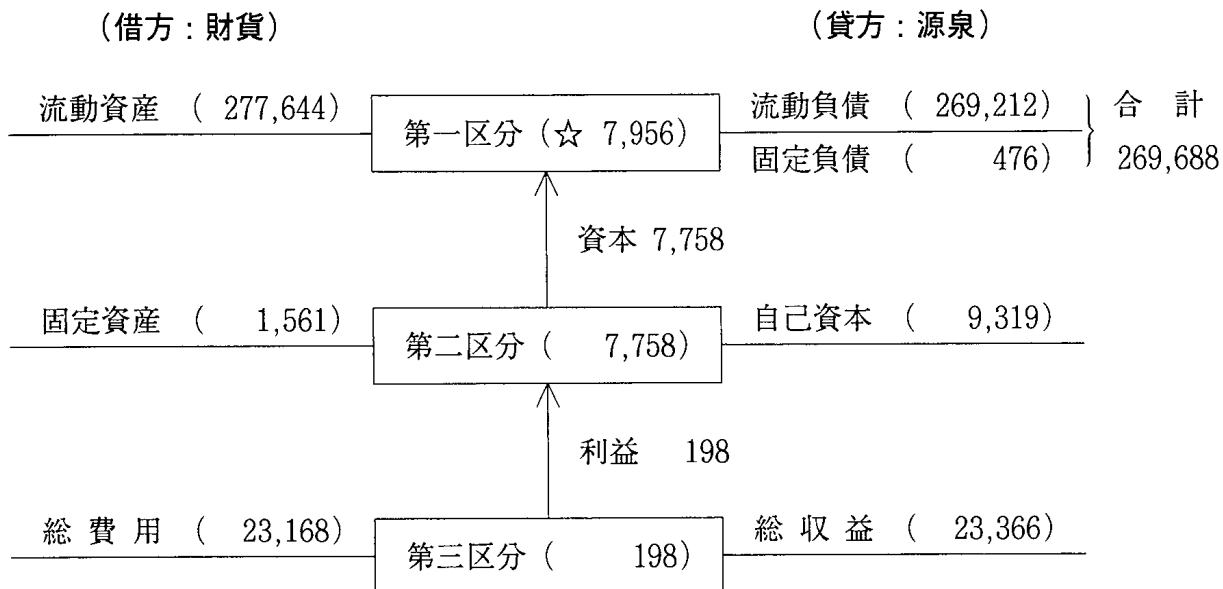 (借方：財貨) (貸方：源泉)
流動資産 ( 277,644) 第一区分 (☆ 7,956) 流動負債 ( 269,212) 合 計
固定負債 ( 476) 269,688
資本 7,758
固定資産 ( 1,561) 第二区分 ( 7,758) 自己資本 ( 9,319)
利益 198
総 費 用 ( 23,168) 第三区分 ( 198) 総 収 益 ( 23,366)